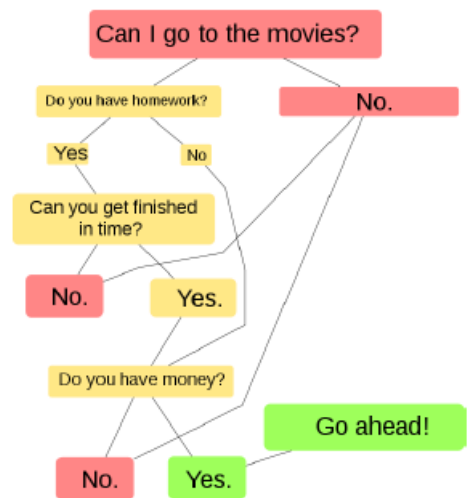 Can I go to the movies?
Do you have homework?
No.
Yes
No
Can you get finished
in time?
No.
Yes.
Do you have money?
Go ahead!
No.
Yes.